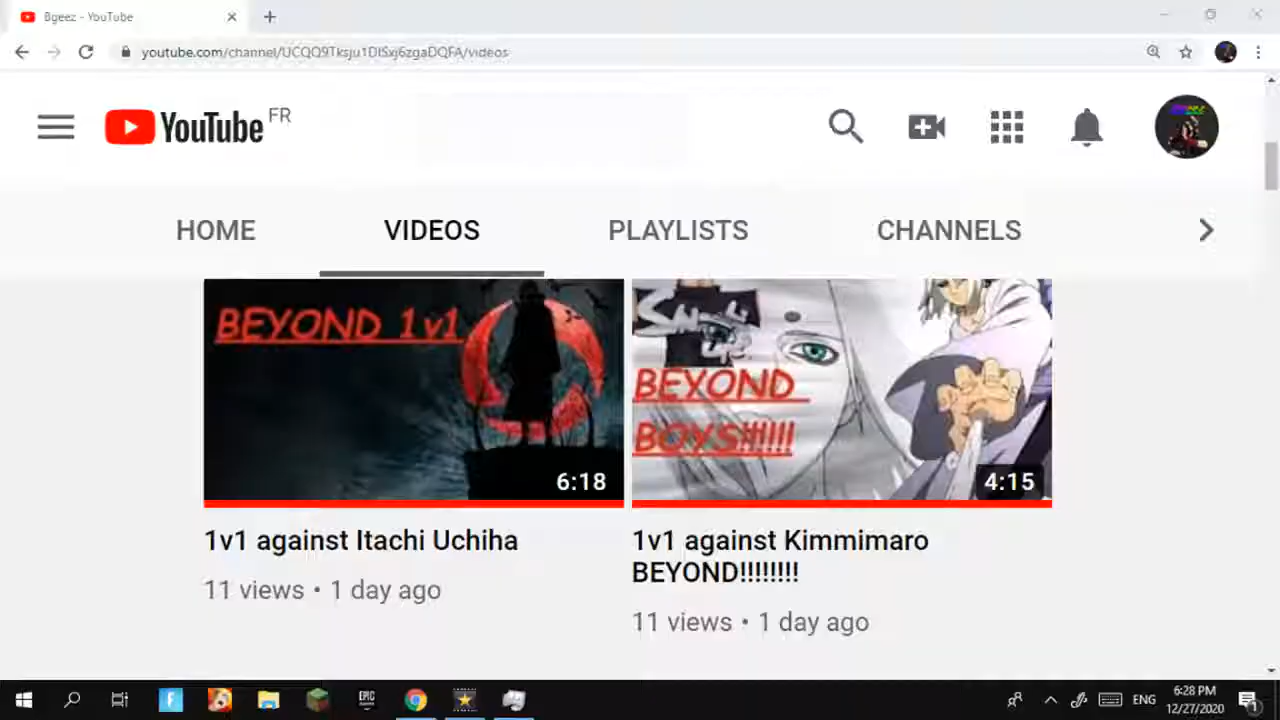 Bgeez - YouTube
youtube.com/channel/UCQQ9Tksju1DISxj6zgaDQFA/videos
YouTube FR
HOME VIDEOS PLAYLISTS CHANNELS
BEYOND 1v1
6:18
BEYOND
BOYS!!!!!!
4:15
1v1 against Itachi Uchiha
11 views • 1 day ago
1v1 against Kimmimaro
BEYOND!!!!!!!!
11 views • 1 day ago
EPIC
ENG
6:28 PM
12/27/2020
1